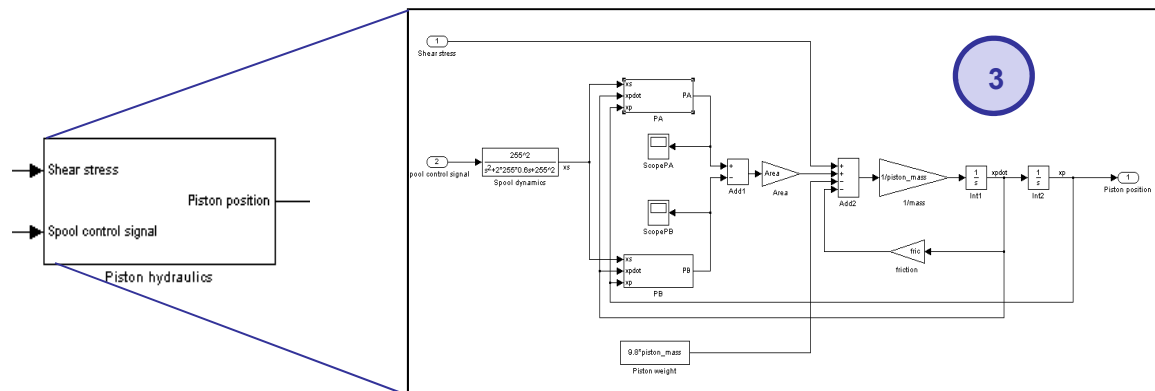 Shear stress
Piston position
Spool control signal
Piston hydraulics
3
1
Shear stress
2
pool control signal
255^2
s^2+2*255*0.6s+255^2
Spool dynamics
xs
xs
xpdot
xp
PA
PA
ScopePA
ScopePB
xs
xpdot
xp
PB
PB
+
−
Add1
Area
Area
+
+
−
−
Add2
1/piston_mass
1/mass
1
s
Int1
xpdot
1
s
Int2
xp
1
Piston position
fric
friction
9.8*piston_mass
Piston weight